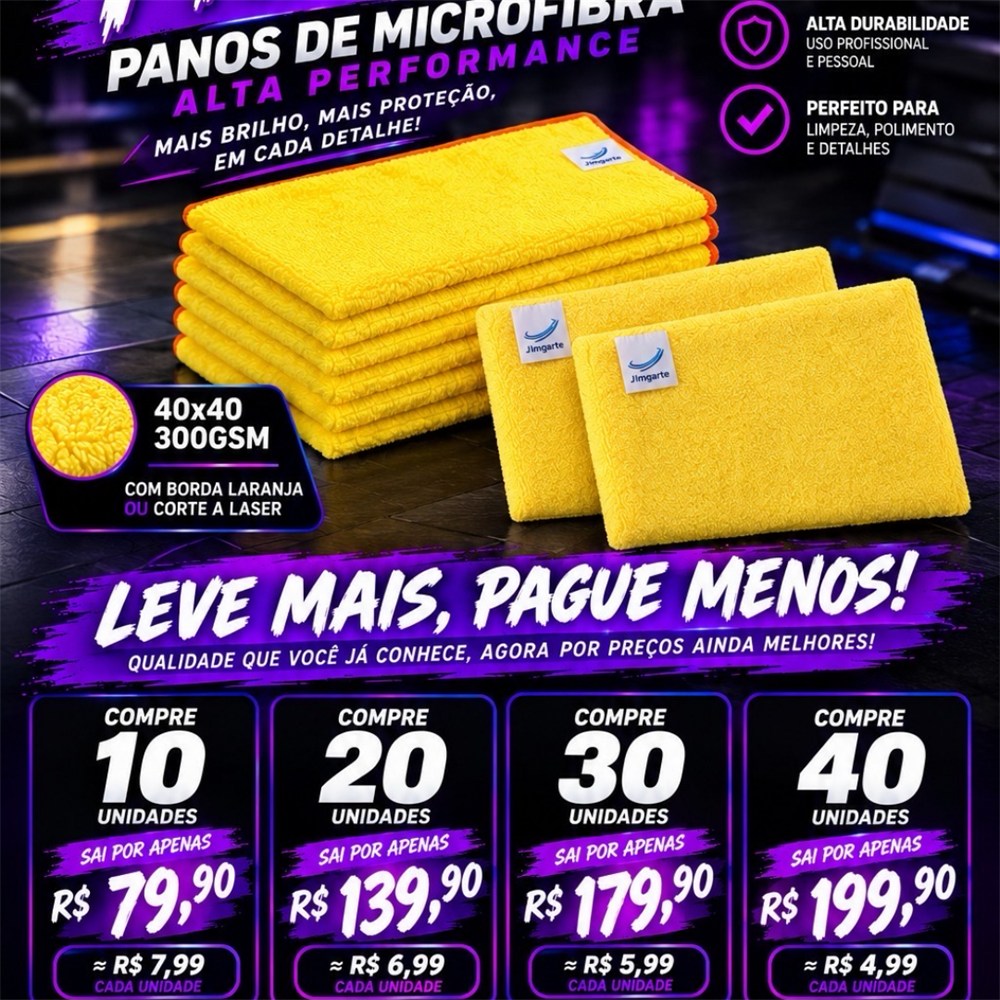 PANOS DE MICROFIBRA
ALTA PERFORMANCE
MAIS BRILHO, MAIS PROTEÇÃO,
EM CADA DETALHE!
ALTA DURABILIDADE
USO PROFISSIONAL
E PESSOAL
PERFEITO PARA
LIMPEZA, POLIMENTO
E DETALHES
Jimgarte
Jimgarte
Jimgarte
40x40
300GSM
COM BORDA LARANJA
OU CORTE A LASER
LEVE MAIS, PAGUE MENOS!
QUALIDADE QUE VOCÊ JÁ CONHECE, AGORA POR PREÇOS AINDA MELHORES!
COMPRE
10
UNIDADES
SAI POR APENAS
R$ 79,90
≈ R$ 7,99
CADA UNIDADE
COMPRE
20
UNIDADES
SAI POR APENAS
R$ 139,90
≈ R$ 6,99
CADA UNIDADE
COMPRE
30
UNIDADES
SAI POR APENAS
R$ 179,90
≈ R$ 5,99
CADA UNIDADE
COMPRE
40
UNIDADES
SAI POR APENAS
R$ 199,90
≈ R$ 4,99
CADA UNIDADE